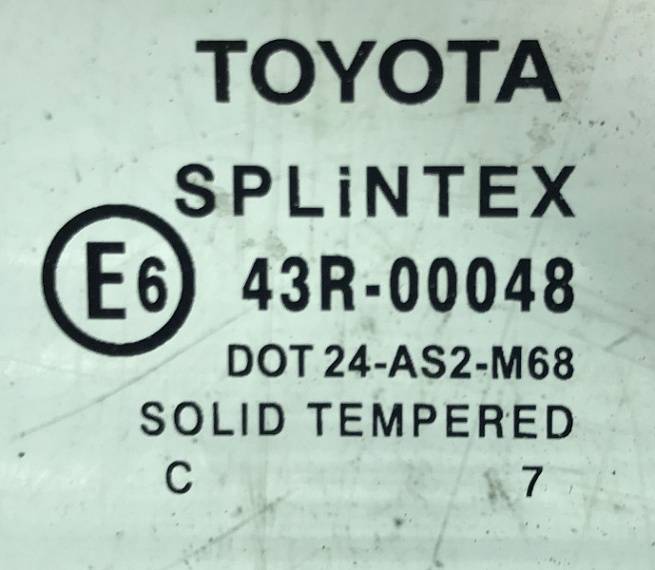 TOYOTA
SPLiNTEX
E6 43R-00048
DOT 24-AS2-M68
SOLID TEMPERED
C 7